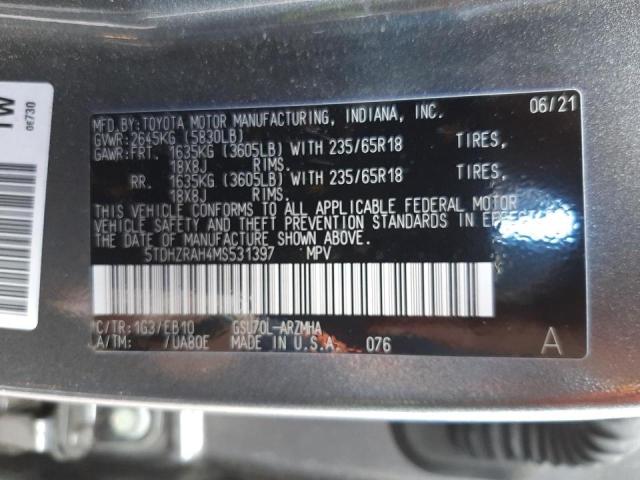 MFD.BY:TOYOTA MOTOR MANUFACTURING, INDIANA, INC. 06/21
GVWR:2645KG (5830LB)
GAWR:FRT. 1635KG (3605LB) WITH 235/65R18 TIRES,
18X8J RIMS.
RR. 1635KG (3605LB) WITH 235/65R18 TIRES,
18X8J RIMS.
THIS VEHICLE CONFORMS TO ALL APPLICABLE FEDERAL MOTOR
VEHICLE SAFETY AND THEFT PREVENTION STANDARDS IN EFFECT
DATE OF MANUFACTURE SHOWN ABOVE.
5TDHZRAH4MS531397 MPV
C/TR:1G3/EB10 GSU70L-ARZMHA
A/TM: /UA80E MADE IN U.S.A. 076 A
TW
0E730